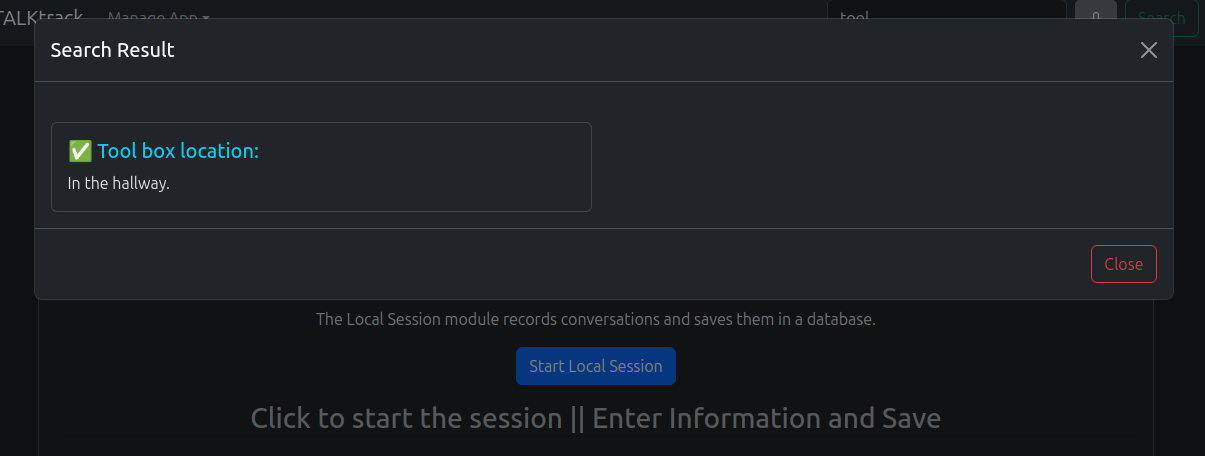 TALKtrack Manage App tool Search
Search Result
✅ Tool box location:
In the hallway.
Close
The Local Session module records conversations and saves them in a database.
Start Local Session
Click to start the session || Enter Information and Save